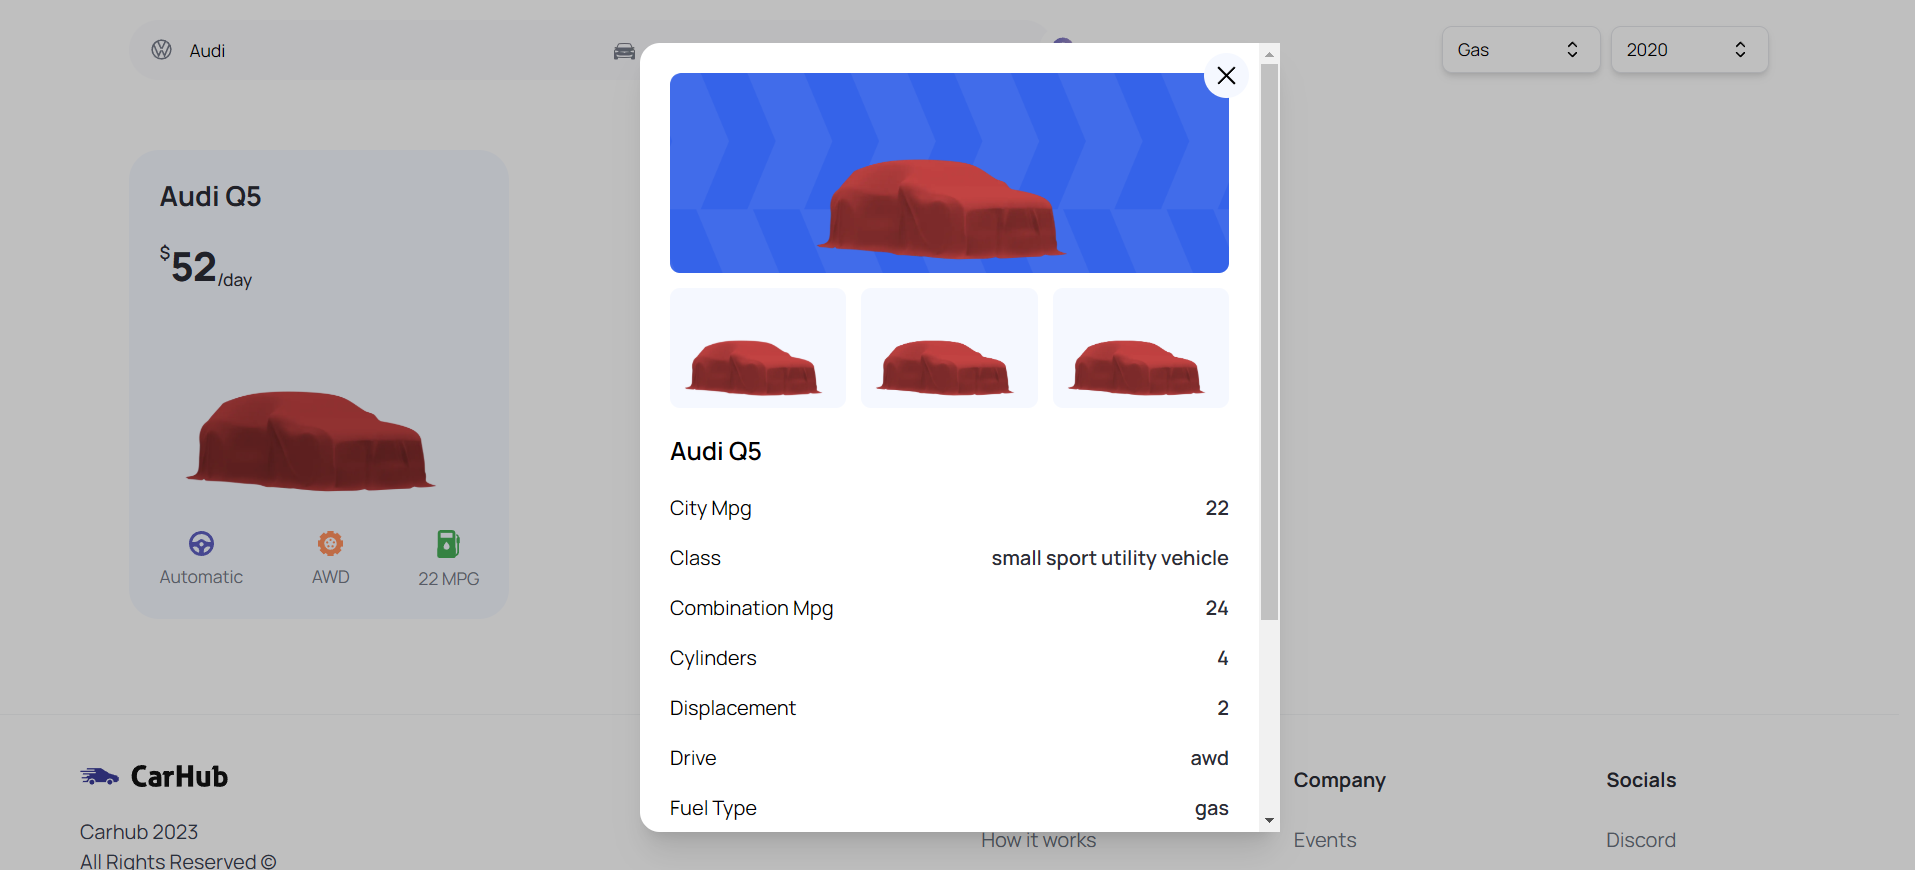 Audi
Gas
2020
Audi Q5
$52/day
Automatic
AWD
22 MPG
Audi Q5
City Mpg 22
Class small sport utility vehicle
Combination Mpg 24
Cylinders 4
Displacement 2
Drive awd
Fuel Type gas
CarHub
Carhub 2023
All Rights Reserved ©
How it works
Company
Events
Socials
Discord